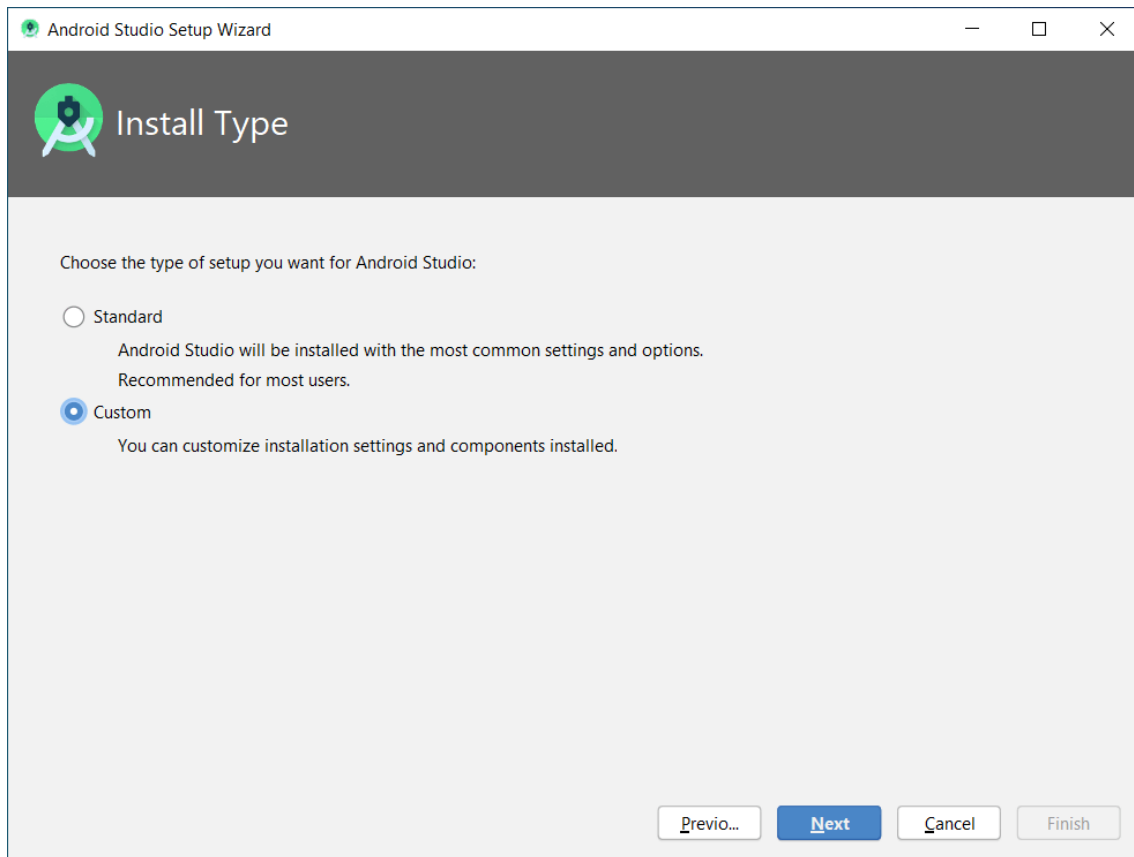 Android Studio Setup Wizard
Install Type
Choose the type of setup you want for Android Studio:
Standard
Android Studio will be installed with the most common settings and options.
Recommended for most users.
Custom
You can customize installation settings and components installed.
Previo... Next Cancel Finish